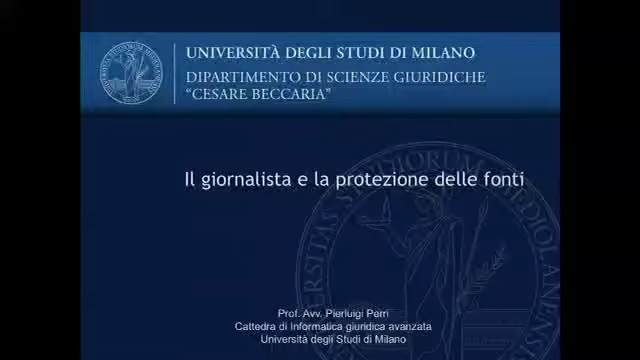 UNIVERSITÀ DEGLI STUDI DI MILANO
DIPARTIMENTO DI SCIENZE GIURIDICHE
“CESARE BECCARIA”
Il giornalista e la protezione delle fonti
Prof. Avv. Pierluigi Perri
Cattedra di Informatica giuridica avanzata
Università degli Studi di Milano